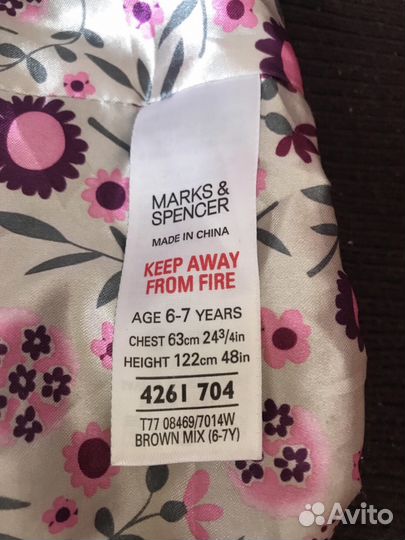 MARKS &
SPENCER
MADE IN CHINA
KEEP AWAY
FROM FIRE
AGE 6-7 YEARS
CHEST 63cm 24¾in
HEIGHT 122cm 48in
4261 704
T77 08469/7014W
BROWN MIX (6-7Y)
Avito